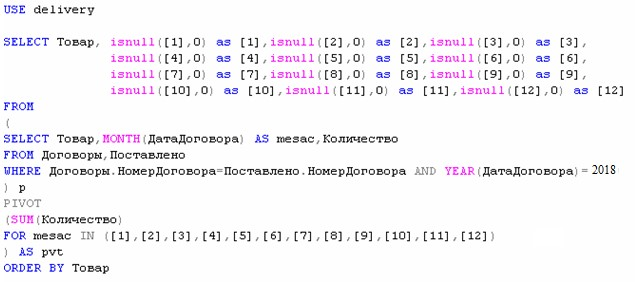 USE delivery
SELECT Товар, isnull([1],0) as [1],isnull([2],0) as [2],isnull([3],0) as [3],
isnull([4],0) as [4],isnull([5],0) as [5],isnull([6],0) as [6],
isnull([7],0) as [7],isnull([8],0) as [8],isnull([9],0) as [9],
isnull([10],0) as [10],isnull([11],0) as [11],isnull([12],0) as [12]
FROM
(
SELECT Товар,MONTH(ДатаДоговора) AS mesac,Количество
FROM Договоры,Поставлено
WHERE Договоры.НомерДоговора=Поставлено.НомерДоговора AND YEAR(ДатаДоговора)=2018
) p
PIVOT
(SUM(Количество)
FOR mesac IN ([1],[2],[3],[4],[5],[6],[7],[8],[9],[10],[11],[12])
) AS pvt
ORDER BY Товар